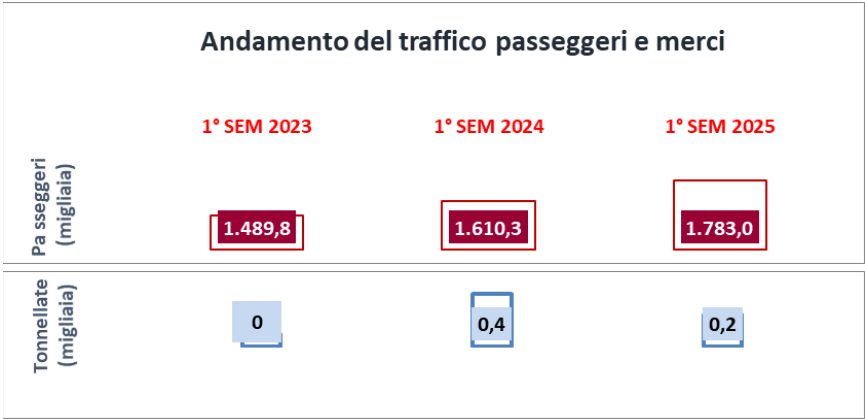 Andamento del traffico passeggeri e merci
1° SEM 2023 1° SEM 2024 1° SEM 2025
Pa sseggeri
(migliaia)
1.489,8 1.610,3 1.783,0
Tonnellate
(migliaia)
0 0,4 0,2